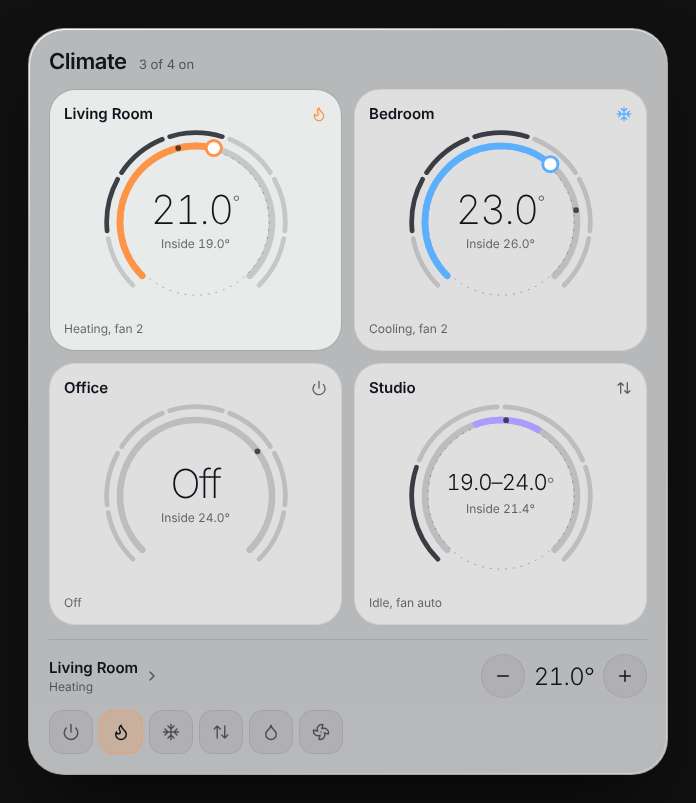 Climate 3 of 4 on
Living Room
21.0°
Inside 19.0°
Heating, fan 2
Bedroom
23.0°
Inside 26.0°
Cooling, fan 2
Office
Off
Inside 24.0°
Off
Studio
19.0–24.0°
Inside 21.4°
Idle, fan auto
Living Room
Heating
− 21.0° +